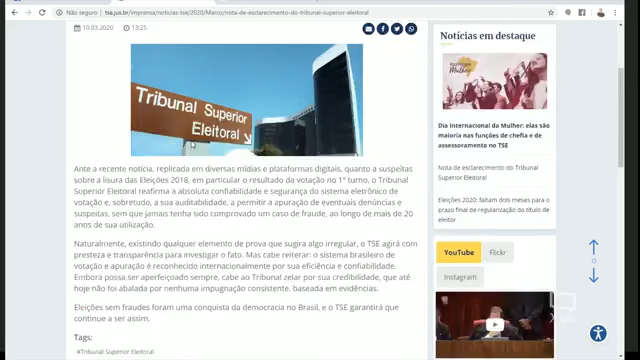 Não seguro | tse.jus.br/imprensa/noticias-tse/2020/Marco/nota-de-esclarecimento-do-tribunal-superior-eleitoral
10.03.2020 13:25
Tribunal Superior
Eleitoral
Ante a recente notícia, replicada em diversas mídias e plataformas digitais, quanto a suspeitas
sobre a lisura das Eleições 2018, em particular o resultado da votação no 1º turno, o Tribunal
Superior Eleitoral reafirma a absoluta confiabilidade e segurança do sistema eletrônico de
votação e, sobretudo, a sua auditabilidade, a permitir a apuração de eventuais denúncias e
suspeitas, sem que jamais tenha sido comprovado um caso de fraude, ao longo de mais de 20
anos de sua utilização.
Naturalmente, existindo qualquer elemento de prova que sugira algo irregular, o TSE agirá com
presteza e transparência para investigar o fato. Mas cabe reiterar: o sistema brasileiro de
votação e apuração é reconhecido internacionalmente por sua eficiência e confiabilidade.
Embora possa ser aperfeiçoado sempre, cabe ao Tribunal zelar por sua credibilidade, que até
hoje não foi abalada por nenhuma impugnação consistente, baseada em evidências.
Eleições sem fraudes foram uma conquista da democracia no Brasil, e o TSE garantirá que
continue a ser assim.
Tags:
#Tribunal Superior Eleitoral
Notícias em destaque
Dia Internacional da Mulher: elas são
maioria nas funções de chefia e de
assessoramento no TSE
Nota de esclarecimento do Tribunal
Superior Eleitoral
Eleições 2020: faltam dois meses para o
prazo final de regularização do título de
eleitor
YouTube
Flickr
Instagram